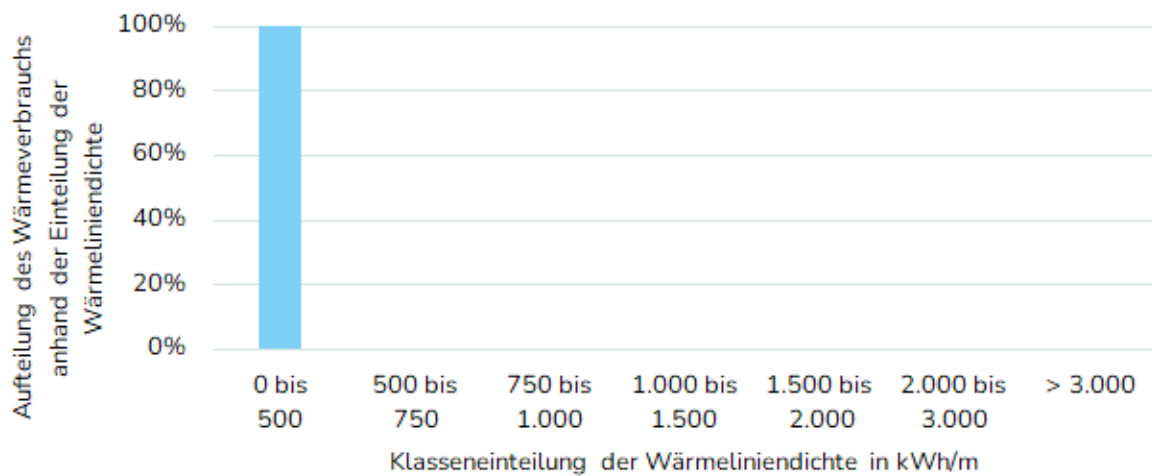 Aufteilung des Wärmeverbrauchs
anhand der Einteilung der
Wärmeliniendichte
100%
80%
60%
40%
20%
0%
0 bis
500
500 bis
750
750 bis
1.000
1.000 bis
1.500
1.500 bis
2.000
2.000 bis
3.000
> 3.000
Klasseneinteilung der Wärmeliniendichte in kWh/m